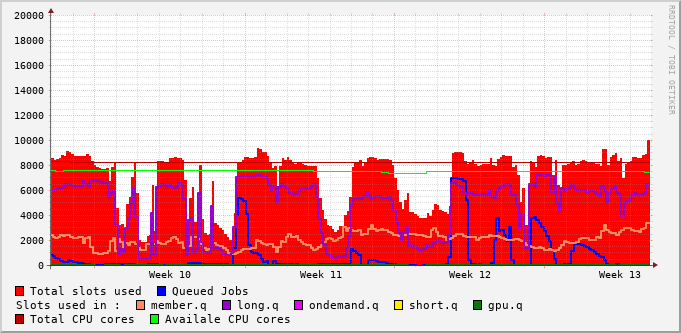 20000
18000
16000
14000
12000
10000
8000
6000
4000
2000
0
Week 10 Week 11 Week 12 Week 13
Total slots used Queued Jobs
Slots used in : member.q long.q ondemand.q short.q gpu.q
Total CPU cores Availale CPU cores
RRDTOOL / TOBI OETIKER